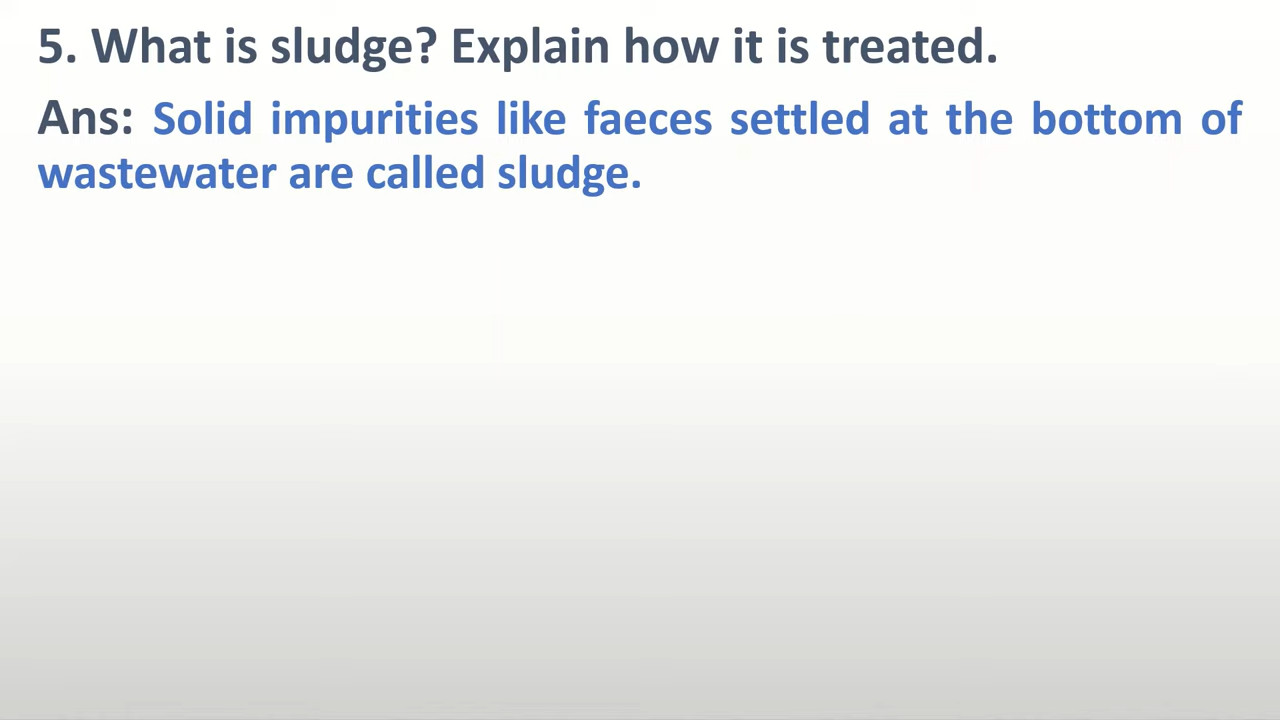 5. What is sludge? Explain how it is treated.
Ans: Solid impurities like faeces settled at the bottom of
wastewater are called sludge.